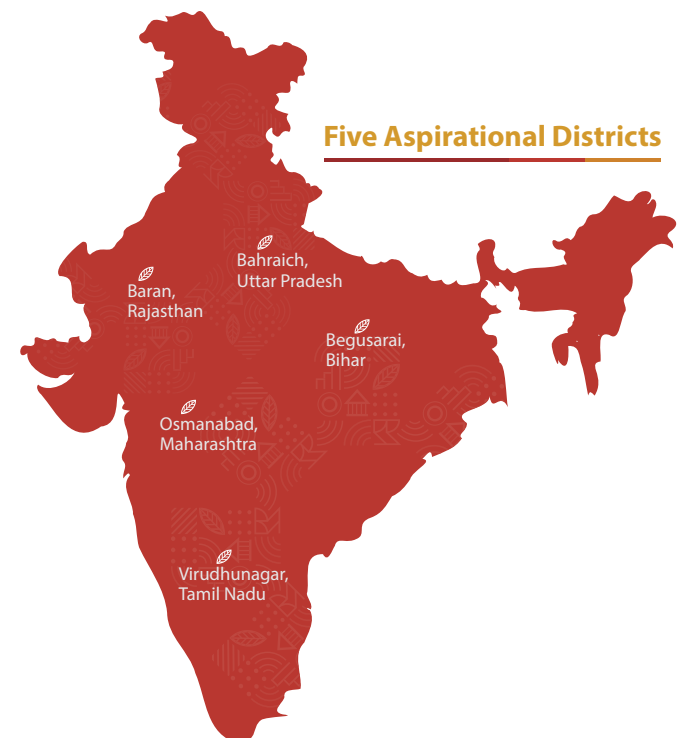 Five Aspirational Districts
Bahraich,
Uttar Pradesh
Baran,
Rajasthan
Begusarai,
Bihar
Osmanabad,
Maharashtra
Virudhunagar,
Tamil Nadu